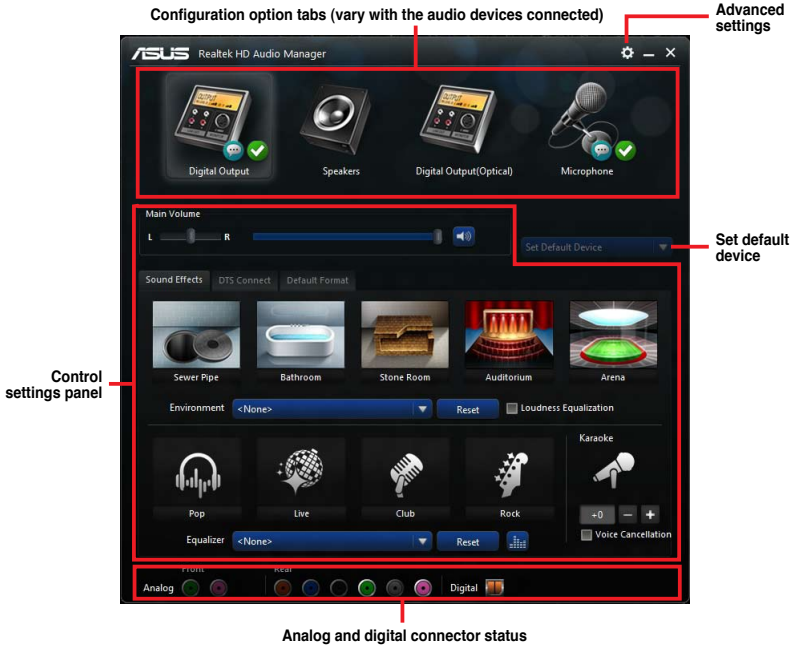 Configuration option tabs (vary with the audio devices connected)
Advanced
settings
ASUS Realtek HD Audio Manager
OUTPUT
Digital Output
Speakers
OUTPUT
Digital Output(Optical)
Microphone
Main Volume
L R
Set Default Device
Set default
device
Sound Effects DTS Connect Default Format
Sewer Pipe Bathroom Stone Room Auditorium Arena
Control
settings panel
Environment <None> Reset Loudness Equalization
Karaoke
Pop Live Club Rock
+0 − +
Equalizer <None> Reset Voice Cancellation
Front Rear
Analog Digital
Analog and digital connector status